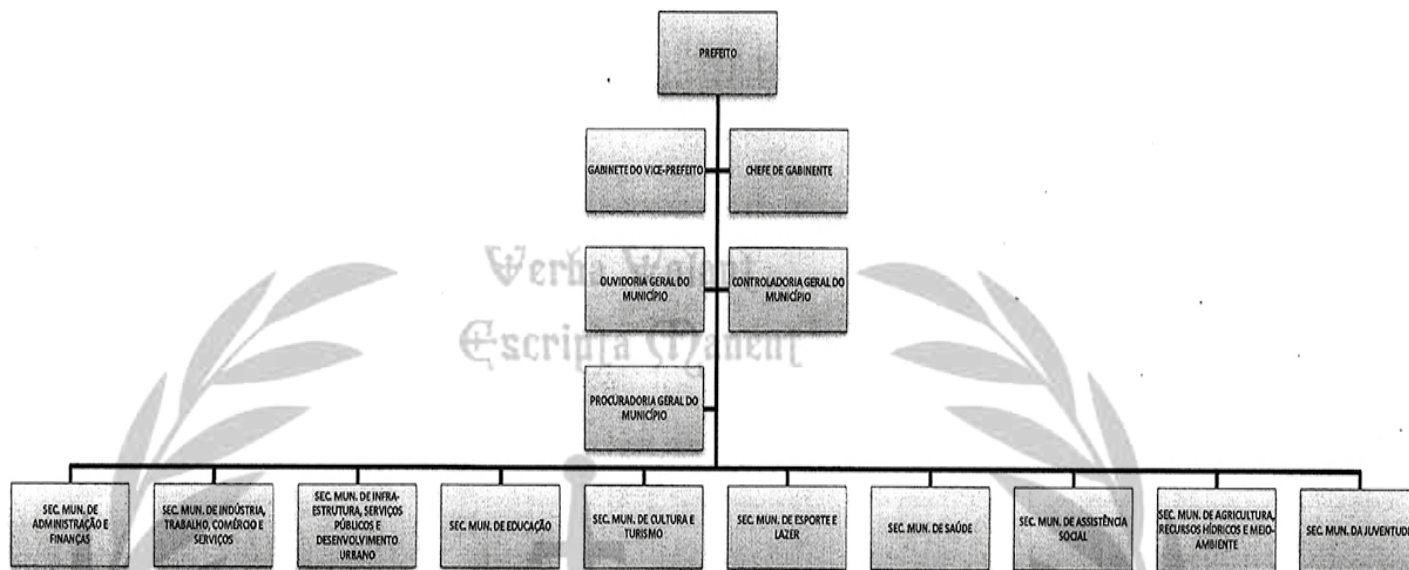 PREFEITO
GABINETE DO VICE-PREFEITO
CHEFE DE GABINENTE
Verba Volent
Escripta Manent
OUVIDORIA GERAL DO
MUNICÍPIO
CONTROLADORIA GERAL DO
MUNICÍPIO
PROCURADORIA GERAL DO
MUNICÍPIO
SEC. MUN. DE
ADMINISTRAÇÃO E
FINANÇAS
SEC. MUN. DE INDÚSTRIA,
TRABALHO, COMÉRCIO E
SERVIÇOS
SEC. MUN. DE INFRA-
ESTRUTURA, SERVIÇOS
PÚBLICOS E
DESENVOLVIMENTO
URBANO
SEC. MUN. DE EDUCAÇÃO
SEC. MUN. DE CULTURA E
TURISMO
SEC. MUN. DE ESPORTE E
LAZER
SEC. MUN. DE SAÚDE
SEC. MUN. DE ASSISTÊNCIA
SOCIAL
SEC. MUN. DE AGRICULTURA,
RECURSOS HÍDRICOS E MEIO-
AMBIENTE
SEC. MUN. DA JUVENTUDE